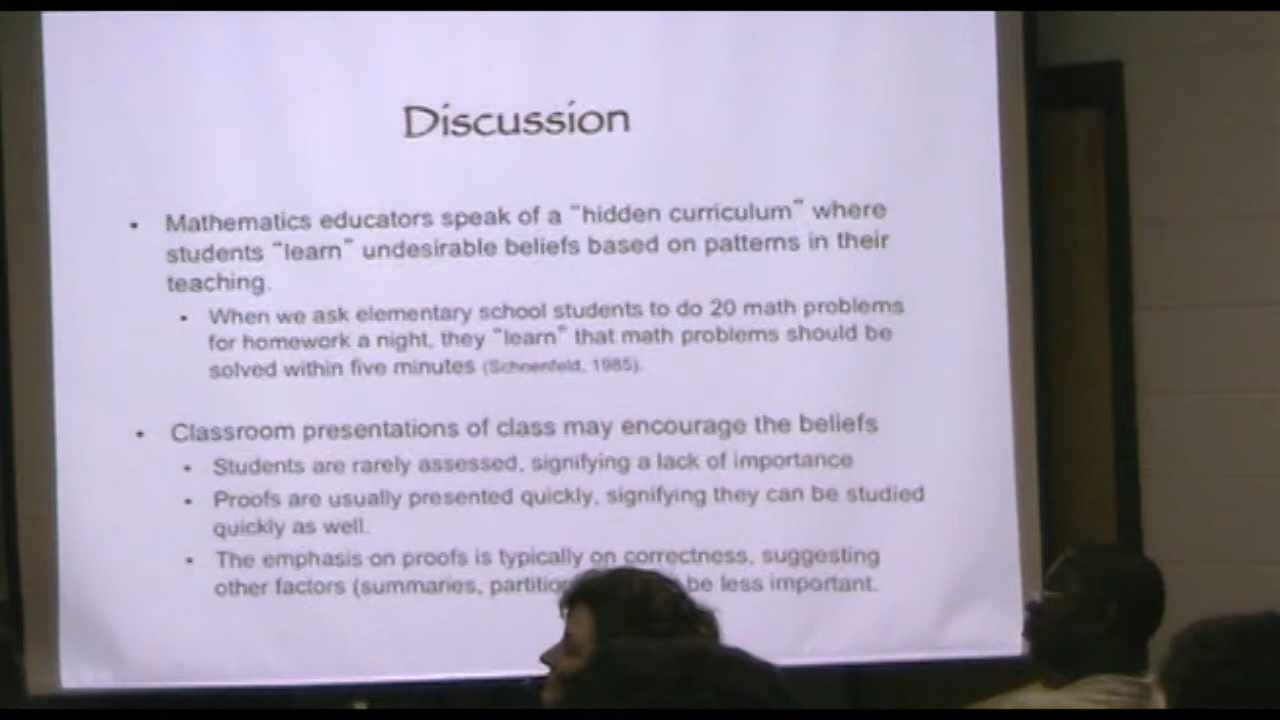 Discussion
• Mathematics educators speak of a “hidden curriculum” where
students “learn” undesirable beliefs based on patterns in their
teaching.
• When we ask elementary school students to do 20 math problems
for homework a night, they “learn” that math problems should be
solved within five minutes (Schoenfeld, 1985).
• Classroom presentations of class may encourage the beliefs
• Students are rarely assessed, signifying a lack of importance
• Proofs are usually presented quickly, signifying they can be studied
quickly as well.
• The emphasis on proofs is typically on correctness, suggesting
other factors (summaries, be less important.